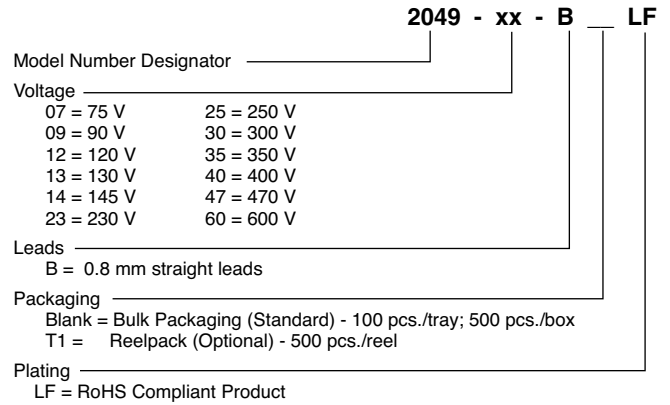 2049 - xx - B __ LF
Model Number Designator
Voltage
07 = 75 V 25 = 250 V
09 = 90 V 30 = 300 V
12 = 120 V 35 = 350 V
13 = 130 V 40 = 400 V
14 = 145 V 47 = 470 V
23 = 230 V 60 = 600 V
Leads
B = 0.8 mm straight leads
Packaging
Blank = Bulk Packaging (Standard) - 100 pcs./tray; 500 pcs./box
T1 = Reelpack (Optional) - 500 pcs./reel
Plating
LF = RoHS Compliant Product